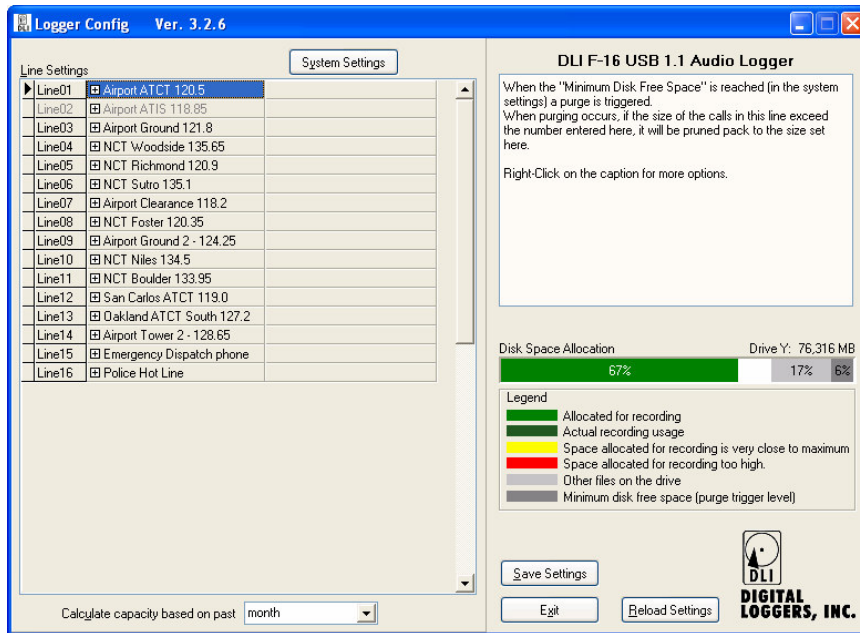 Logger Config Ver. 3.2.6
Line Settings
System Settings
Line01 Airport ATCT 120.5
Line02 Airport ATIS 118.85
Line03 Airport Ground 121.8
Line04 NCT Woodside 135.65
Line05 NCT Richmond 120.9
Line06 NCT Sutro 135.1
Line07 Airport Clearance 118.2
Line08 NCT Foster 120.35
Line09 Airport Ground 2 - 124.25
Line10 NCT Niles 134.5
Line11 NCT Boulder 133.95
Line12 San Carlos ATCT 119.0
Line13 Oakland ATCT South 127.2
Line14 Airport Tower 2 - 128.65
Line15 Emergency Dispatch phone
Line16 Police Hot Line
Calculate capacity based on past month
DLI F-16 USB 1.1 Audio Logger
When the "Minimum Disk Free Space" is reached (in the system
settings) a purge is triggered.
When purging occurs, if the size of the calls in this line exceed
the number entered here, it will be pruned pack to the size set
here.
Right-Click on the caption for more options.
Disk Space Allocation Drive Y: 76,316 MB
67% 17% 6%
Legend
Allocated for recording
Actual recording usage
Space allocated for recording is very close to maximum
Space allocated for recording too high.
Other files on the drive
Minimum disk free space (purge trigger level)
Save Settings
Exit
Reload Settings
DLI
DIGITAL
LOGGERS, INC.